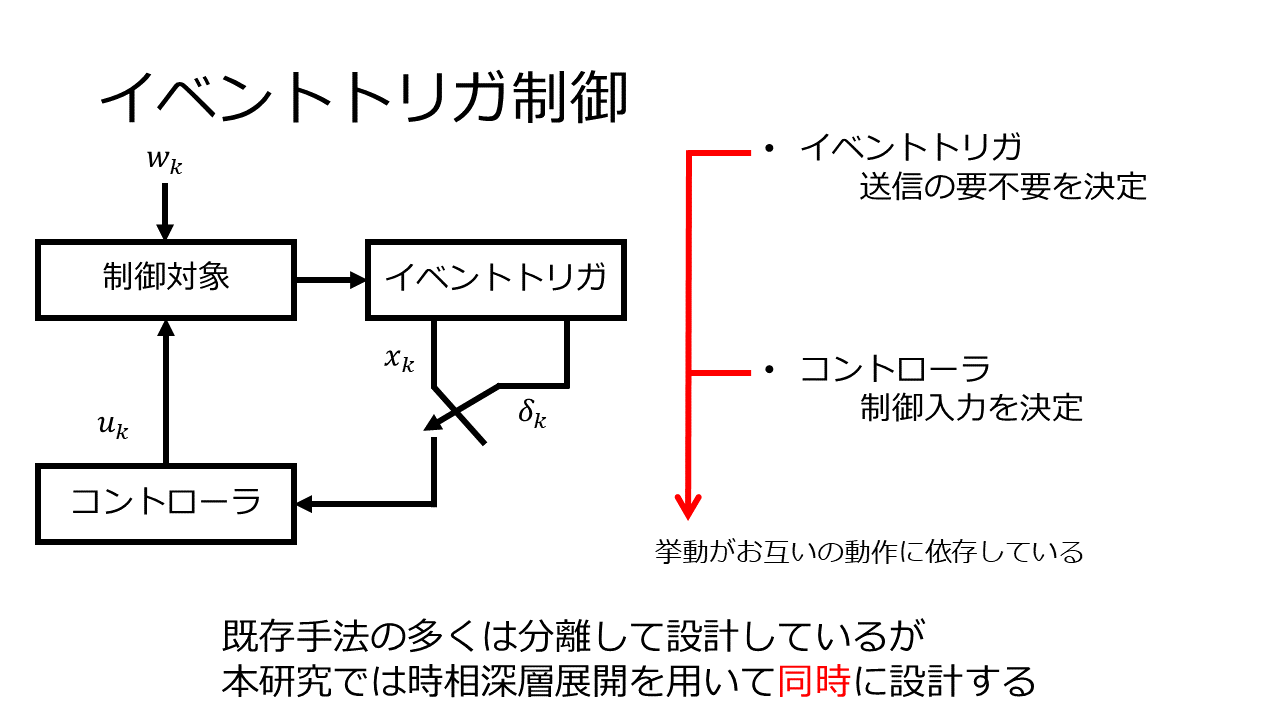 イベントトリガ制御
w_k
制御対象
イベントトリガ
x_k
δ_k
u_k
コントローラ
• イベントトリガ
送信の要不要を決定
• コントローラ
制御入力を決定
挙動がお互いの動作に依存している
既存手法の多くは分離して設計しているが
本研究では時相深層展開を用いて同時に設計する